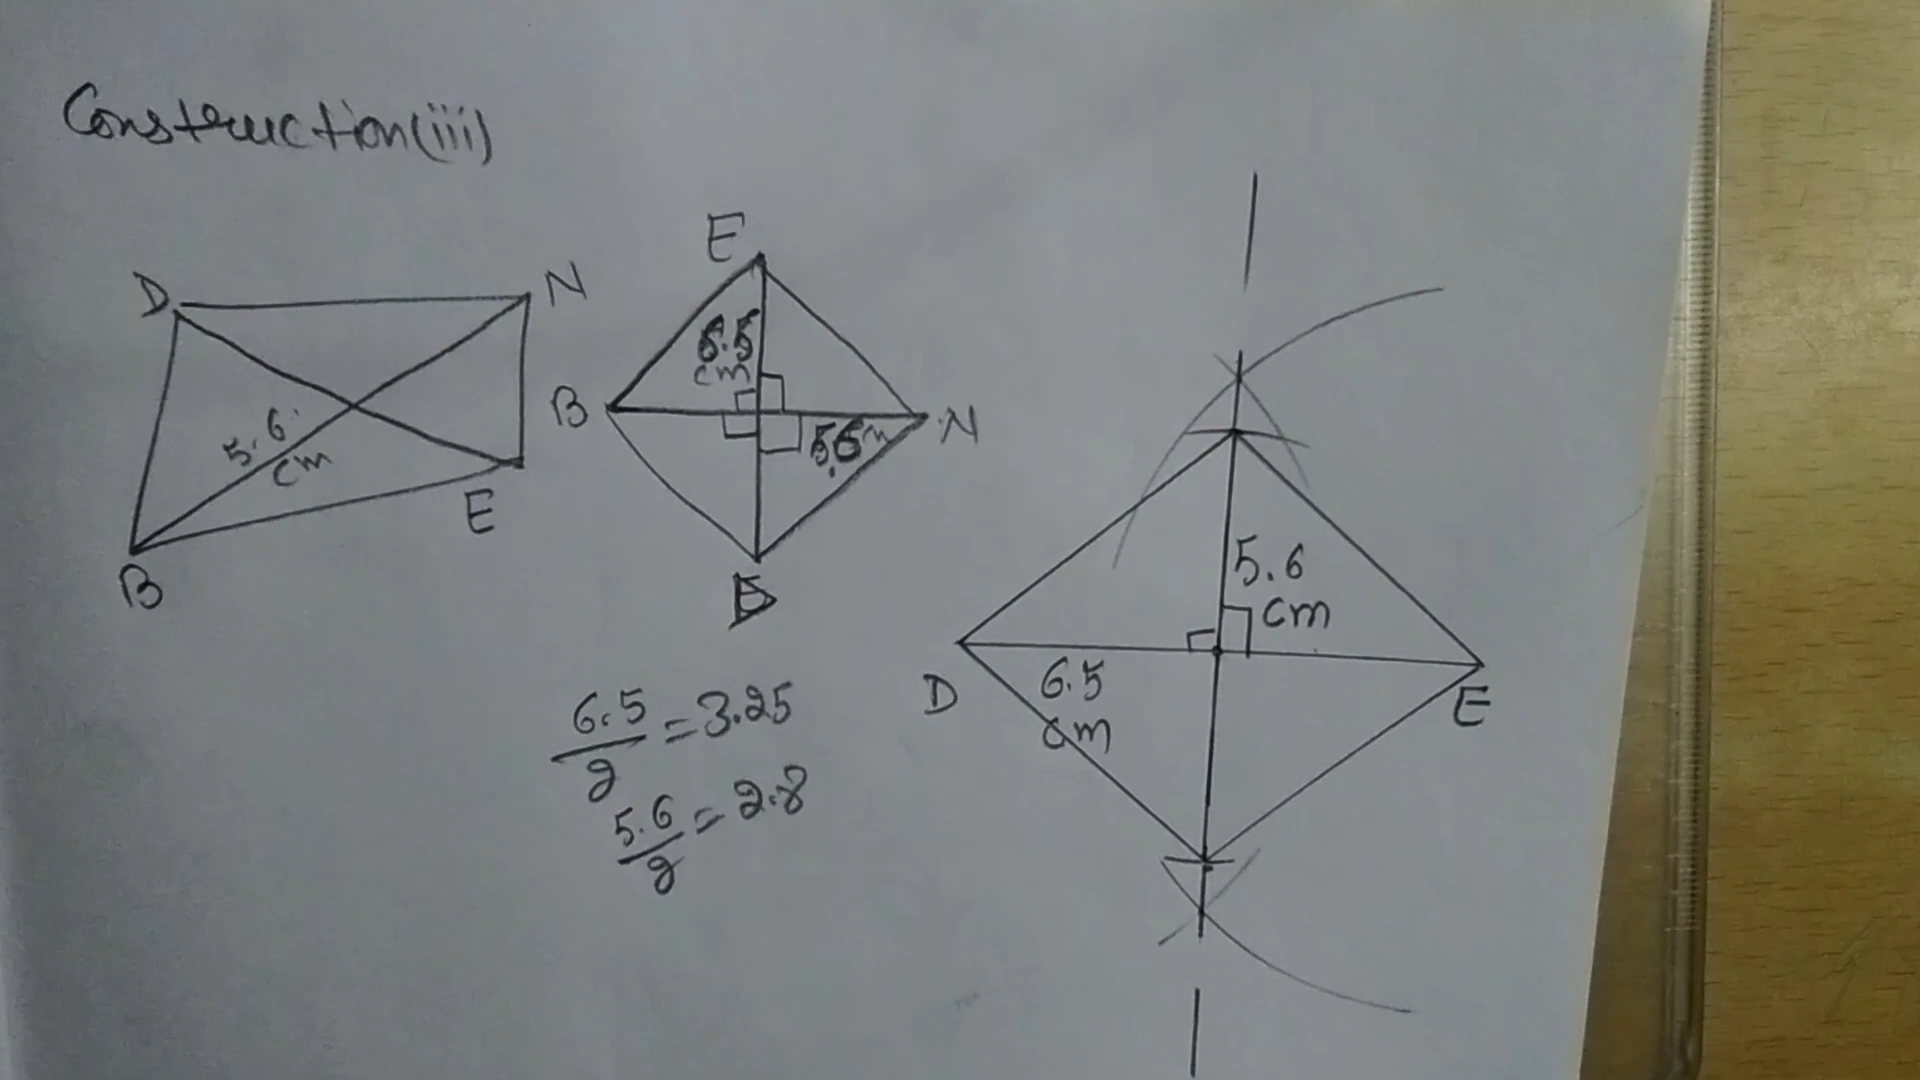 Construction(iii)
D
N
5.6
cm
E
B
E
6.5
cm
B
N
5.6
D
6.5/2 = 3.25
5.6/2 = 2.8
5.6
cm
D
6.5
cm
E